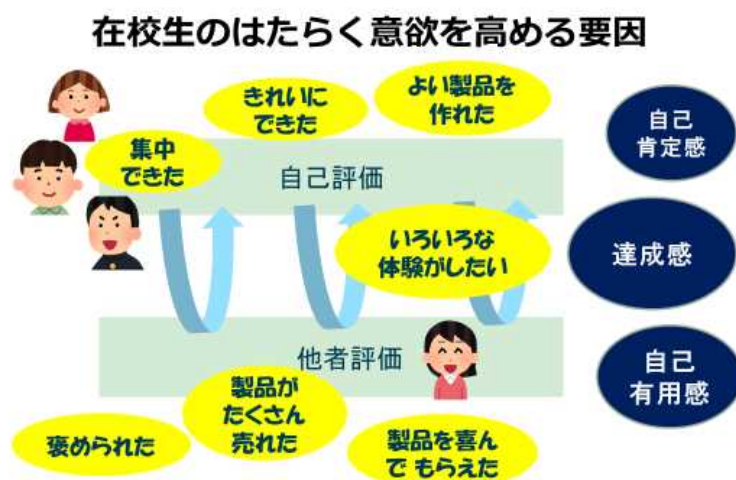 在校生のはたらく意欲を高める要因
きれいに
できた
よい製品を
作れた
自己
肯定感
集中
できた
自己評価
いろいろな
体験がしたい
達成感
他者評価
自己
有用感
製品が
たくさん
売れた
褒められた
製品を喜ん
で もらえた